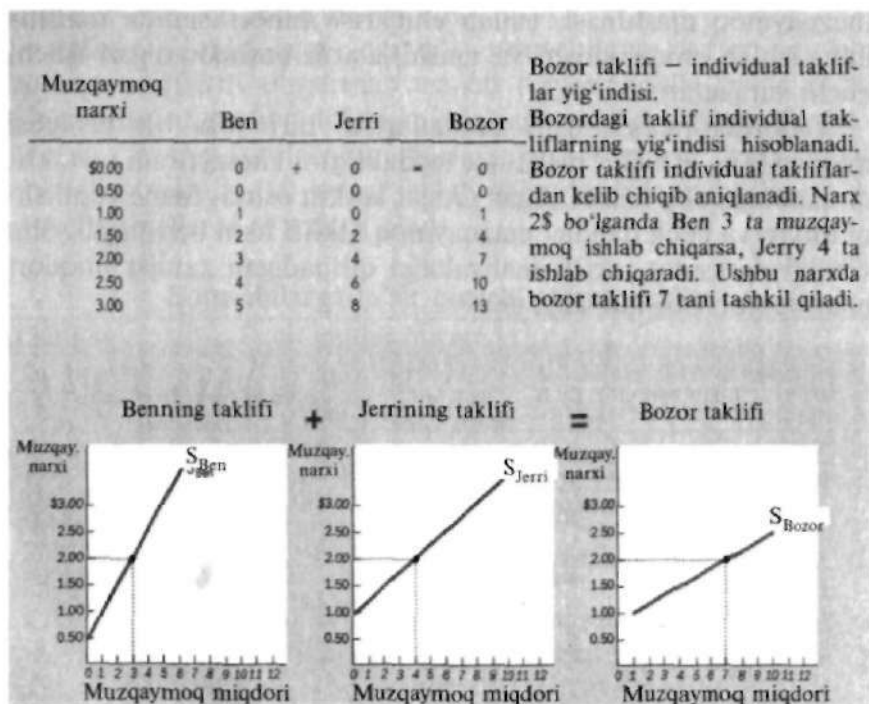 Muzqaymoq
narxi
Ben Jerri Bozor
$0.00 0 + 0 = 0
0.50 0 0 0
1.00 1 0 1
1.50 2 2 4
2.00 3 4 7
2.50 4 6 10
3.00 5 8 13
Bozor taklifi — individual taklif-
lar yig‘indisi.
Bozordagi taklif individual tak-
liflarning yig‘indisi hisoblanadi.
Bozor taklifi individual takliflar-
dan kelib chiqib aniqlanadi. Narx
2$ bo‘lganda Ben 3 ta muzqay-
moq ishlab chiqarsa, Jerry 4 ta
ishlab chiqaradi. Ushbu narxda
bozor taklifi 7 tani tashkil qiladi.
Benning taklifi + Jerrining taklifi = Bozor taklifi
Muzqay.
narxi
S Ben
$3.00
2.50
2.00
1.50
1.00
0.50
0 1 2 3 4 5 6 7 8 9 10 11 12
Muzqaymoq miqdori
Muzqay.
narxi
S Jerri
$3.00
2.50
2.00
1.50
1.00
0.50
0 1 2 3 4 5 6 7 8 9 10 11 12
Muzqaymoq miqdori
Muzqay.
narxi
S Bozor
$3.00
2.50
2.00
1.50
1.00
0.50
0 1 2 3 4 5 6 7 8 9 10 11 12
Muzqaymoq miqdori